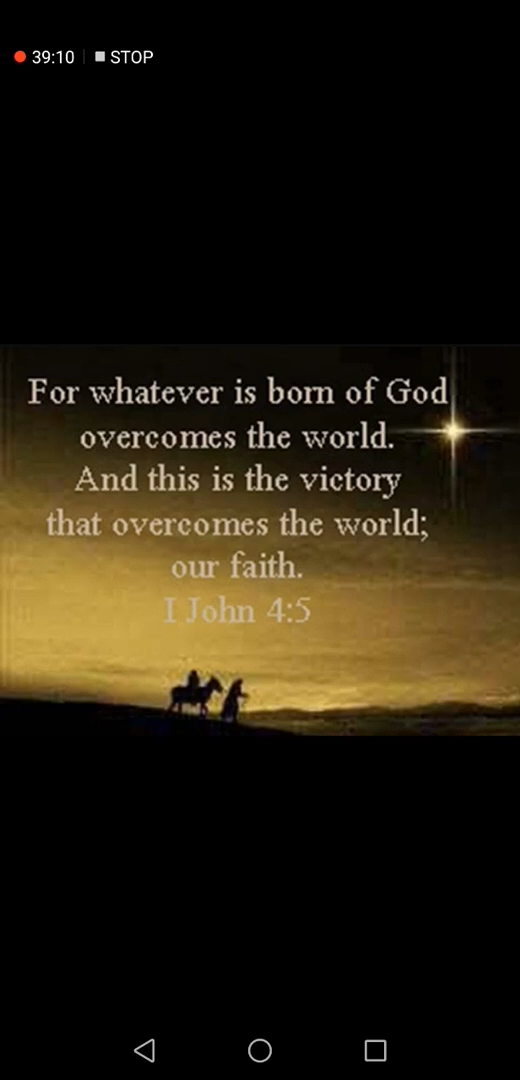 39:10 STOP
For whatever is born of God
overcomes the world.
And this is the victory
that overcomes the world;
our faith.
I John 4:5